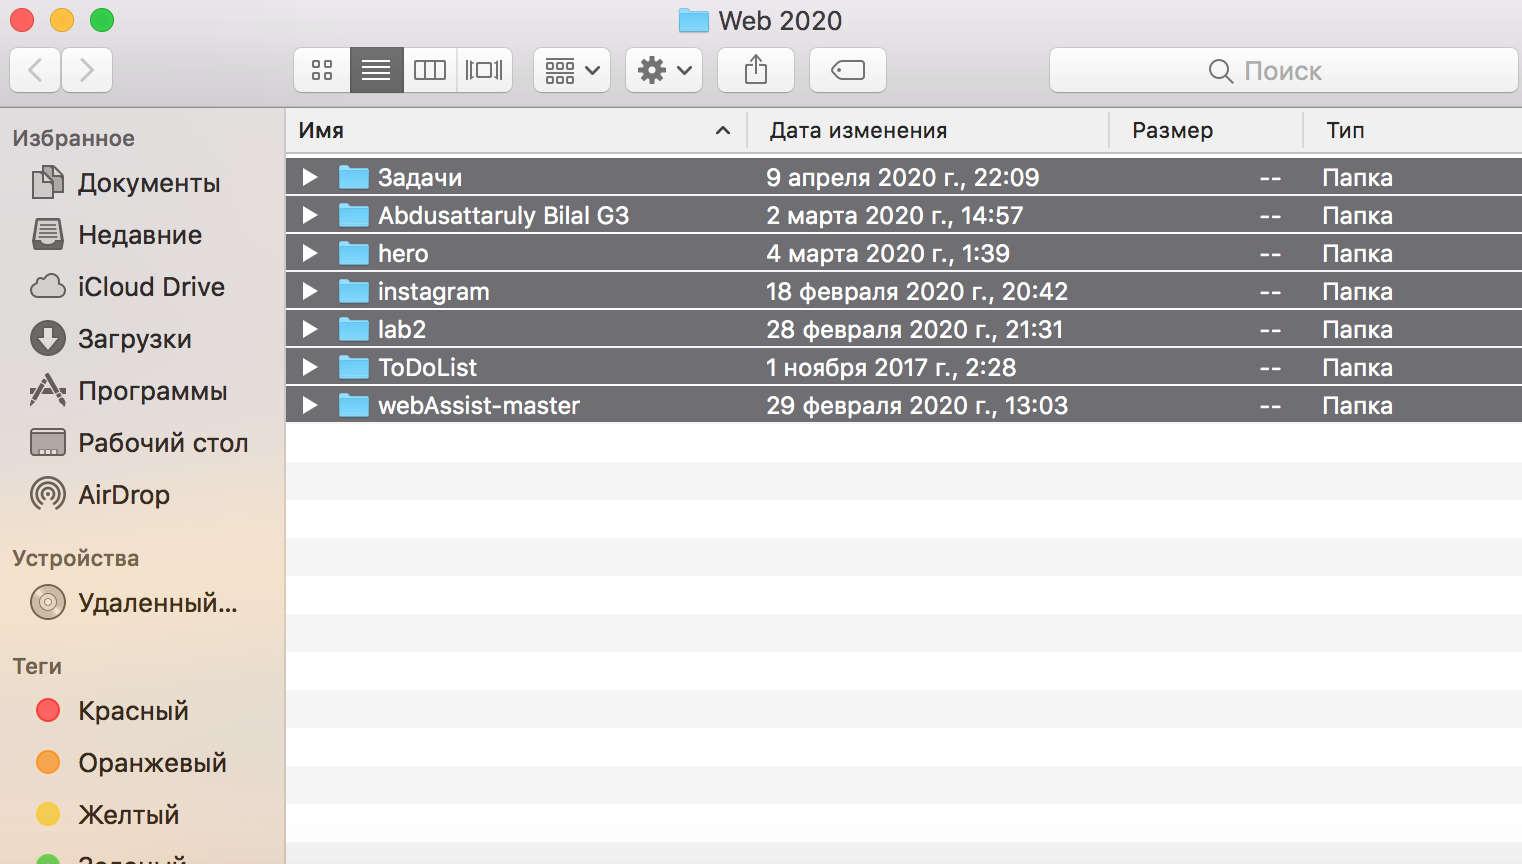 Web 2020
Поиск
Избранное
Документы
Недавние
iCloud Drive
Загрузки
Программы
Рабочий стол
AirDrop
Устройства
Удаленный...
Теги
Красный
Оранжевый
Желтый
Зеленый
Имя Дата изменения Размер Тип
Задачи 9 апреля 2020 г., 22:09 -- Папка
Abdusattaruly Bilal G3 2 марта 2020 г., 14:57 -- Папка
hero 4 марта 2020 г., 1:39 -- Папка
instagram 18 февраля 2020 г., 20:42 -- Папка
lab2 28 февраля 2020 г., 21:31 -- Папка
ToDoList 1 ноября 2017 г., 2:28 -- Папка
webAssist-master 29 февраля 2020 г., 13:03 -- Папка